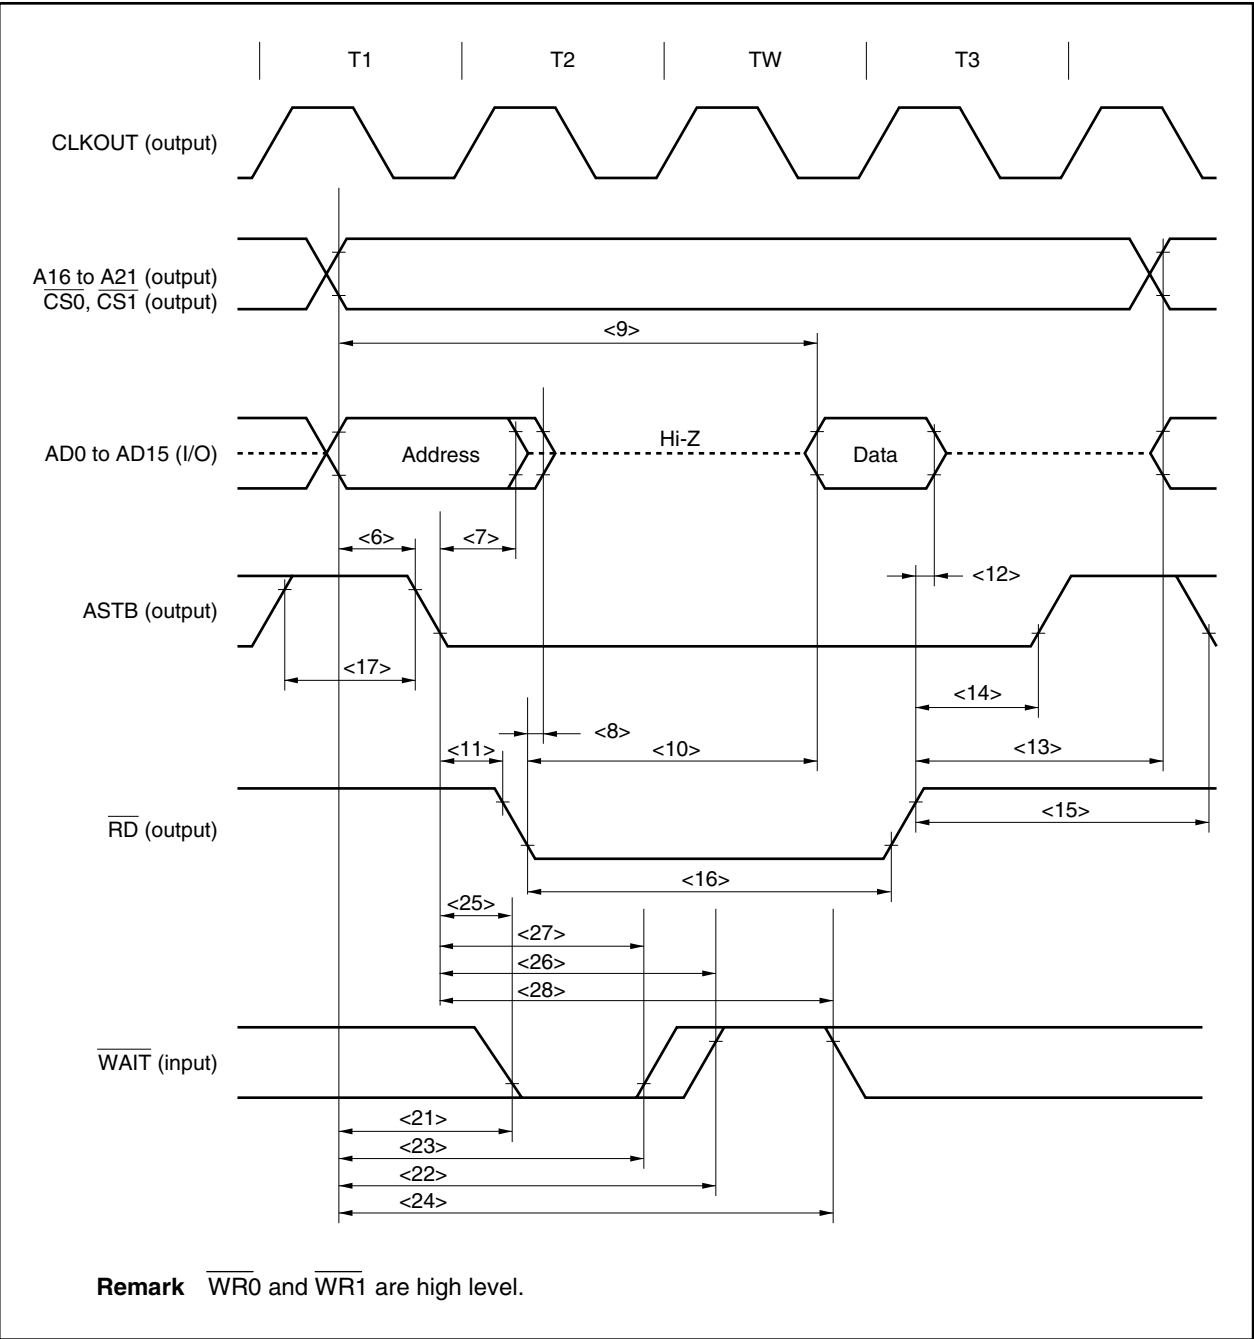 T1 T2 TW T3
CLKOUT (output)
A16 to A21 (output)
CS0, CS1 (output)
<9>
AD0 to AD15 (I/O)
Address
Hi-Z
Data
<6>
<7>
<12>
ASTB (output)
<17>
<14>
<8>
<11>
<10>
<13>
RD (output)
<15>
<16>
<25>
<27>
<26>
<28>
WAIT (input)
<21>
<23>
<22>
<24>
Remark WR0 and WR1 are high level.